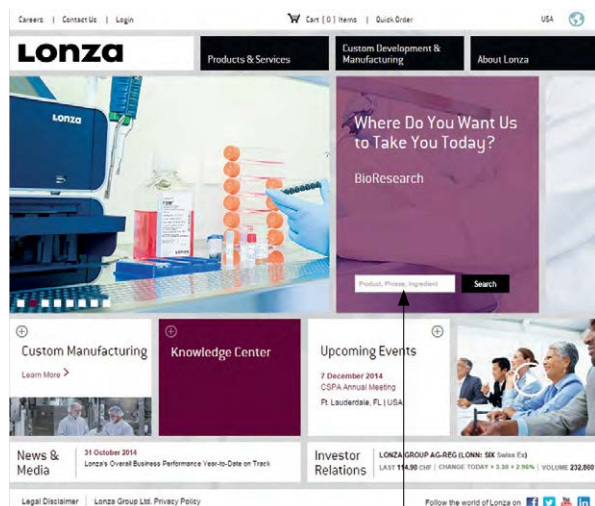 Careers | Contact Us | Login
Cart ( 0 ) Items | Quick Order
USA
Lonza
Products & Services
Custom Development &
Manufacturing
About Lonza
Lonza
Where Do You Want Us
to Take You Today?
BioResearch
Product, Phrase, Ingredient
Search
Lonza
Custom Manufacturing
Learn More >
Knowledge Center
Upcoming Events
7 December 2014
CSPA Annual Meeting
Ft. Lauderdale, FL | USA
News &
Media
31 October 2014
Lonza's Overall Business Performance Year-to-Date on Track
Investor
Relations
LONZA GROUP AG-REG (LONN: SIX Swiss Ex)
LAST 114.90 CHF | CHANGE TODAY + 3.30 + 2.96% | VOLUME 232,860
Legal Disclaimer | Lonza Group Ltd. Privacy Policy
Follow the world of Lonza on